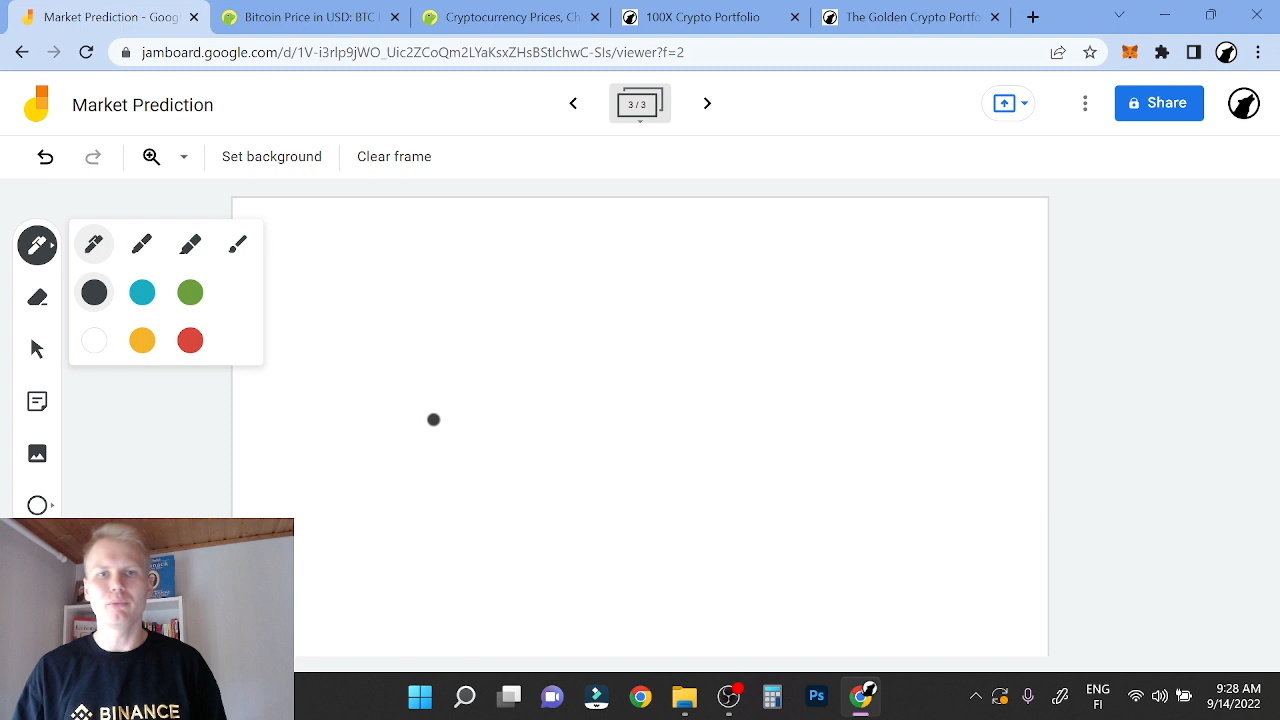 Market Prediction - Goog
Bitcoin Price in USD: BTC
Cryptocurrency Prices, Ch
100X Crypto Portfolio
The Golden Crypto Portfo
jamboard.google.com/d/1V-i3rlp9jWO_Uic2ZCoQm2LYaKsxZHsBStlchwC-SIs/viewer?f=2
Market Prediction
3 / 3
Share
Set background
Clear frame
BINANCE
Ps
ENG
FI
9:28 AM
9/14/2022